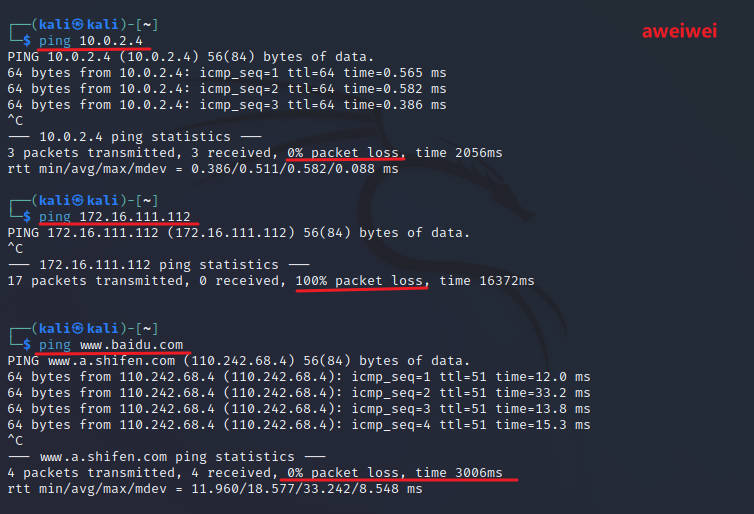 aweiwei
┌──(kali㉿kali)-[~]
└─$ ping 10.0.2.4
PING 10.0.2.4 (10.0.2.4) 56(84) bytes of data.
64 bytes from 10.0.2.4: icmp_seq=1 ttl=64 time=0.565 ms
64 bytes from 10.0.2.4: icmp_seq=2 ttl=64 time=0.582 ms
64 bytes from 10.0.2.4: icmp_seq=3 ttl=64 time=0.386 ms
^C
--- 10.0.2.4 ping statistics ---
3 packets transmitted, 3 received, 0% packet loss, time 2056ms
rtt min/avg/max/mdev = 0.386/0.511/0.582/0.088 ms
┌──(kali㉿kali)-[~]
└─$ ping 172.16.111.112
PING 172.16.111.112 (172.16.111.112) 56(84) bytes of data.
^C
--- 172.16.111.112 ping statistics ---
17 packets transmitted, 0 received, 100% packet loss, time 16372ms
┌──(kali㉿kali)-[~]
└─$ ping www.baidu.com
PING www.a.shifen.com (110.242.68.4) 56(84) bytes of data.
64 bytes from 110.242.68.4 (110.242.68.4): icmp_seq=1 ttl=51 time=12.0 ms
64 bytes from 110.242.68.4 (110.242.68.4): icmp_seq=2 ttl=51 time=33.2 ms
64 bytes from 110.242.68.4 (110.242.68.4): icmp_seq=3 ttl=51 time=13.8 ms
64 bytes from 110.242.68.4 (110.242.68.4): icmp_seq=4 ttl=51 time=15.3 ms
^C
--- www.a.shifen.com ping statistics ---
4 packets transmitted, 4 received, 0% packet loss, time 3006ms
rtt min/avg/max/mdev = 11.960/18.577/33.242/8.548 ms